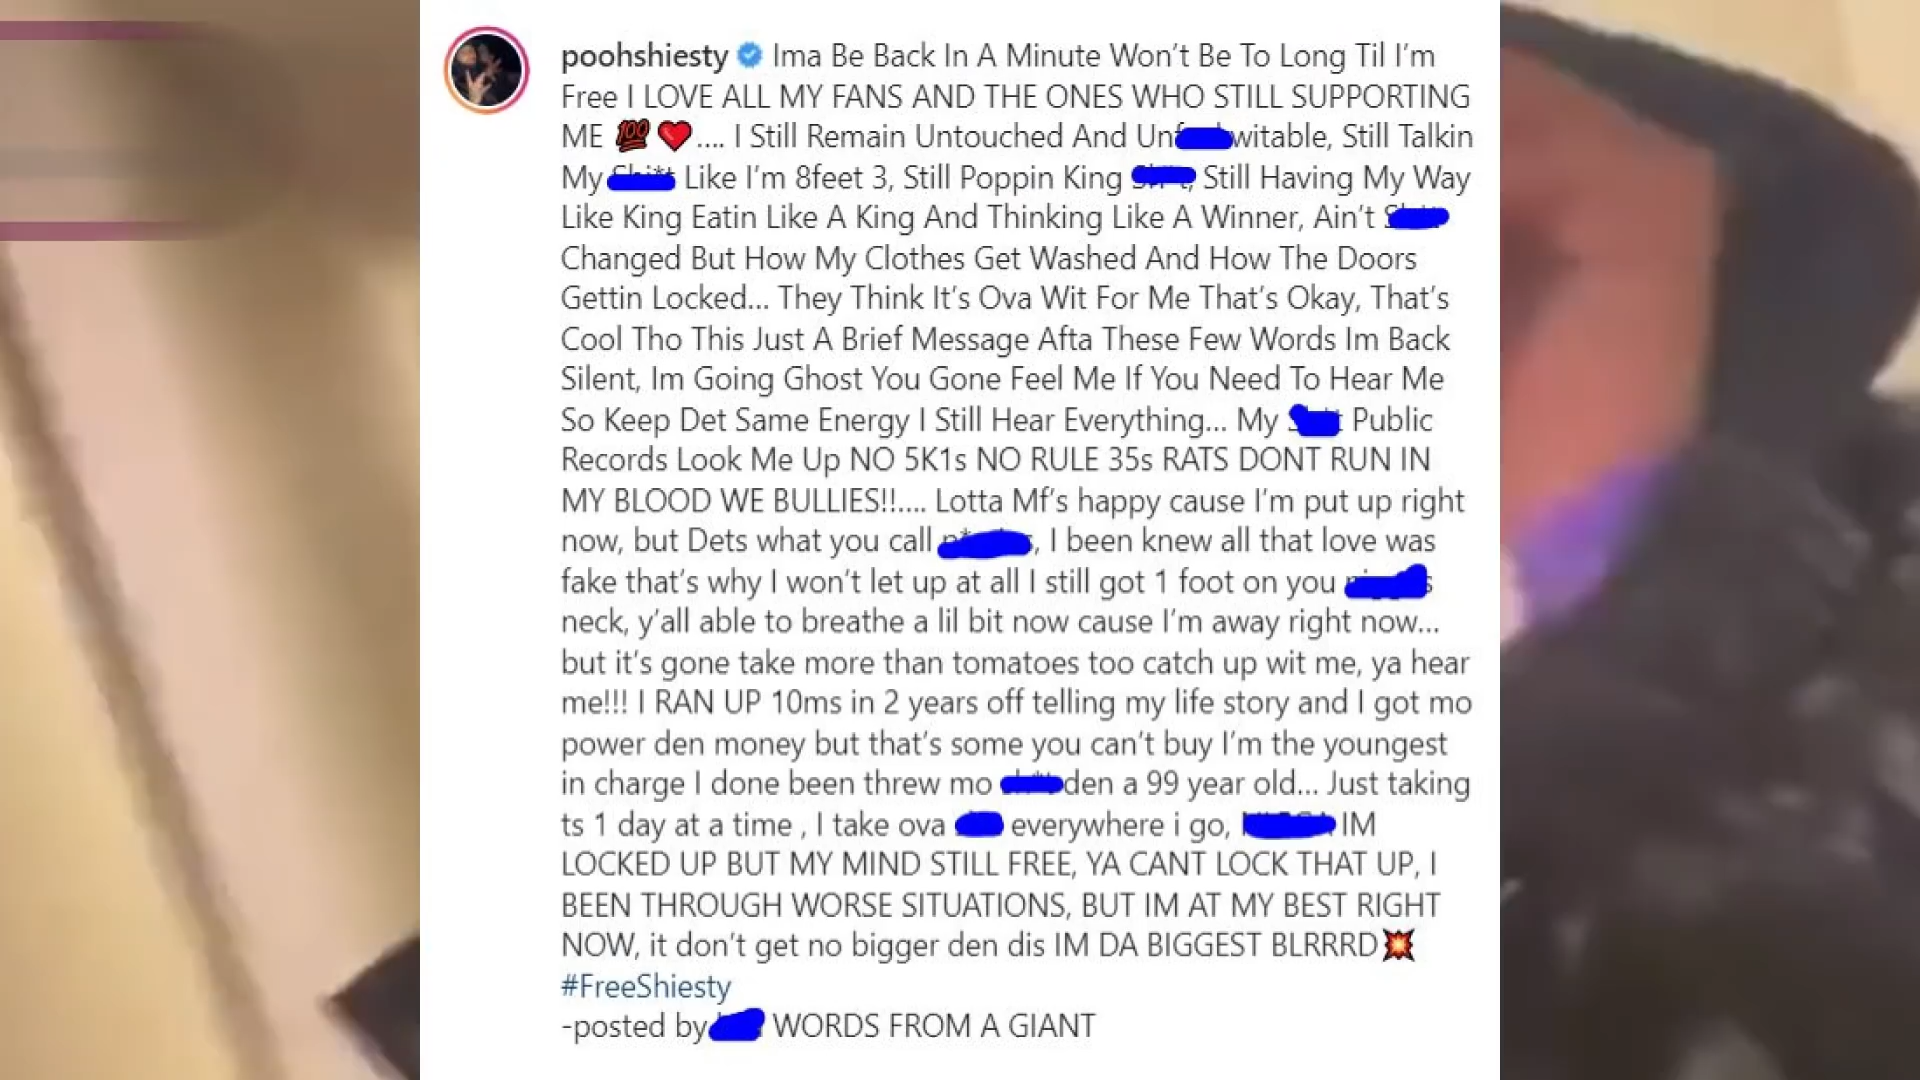 poohshiesty Ima Be Back In A Minute Won't Be To Long Til I'm
Free I LOVE ALL MY FANS AND THE ONES WHO STILL SUPPORTING
ME 💯❤️.... I Still Remain Untouched And Unf witable, Still Talkin
My Like I'm 8feet 3, Still Poppin King Still Having My Way
Like King Eatin Like A King And Thinking Like A Winner, Ain't
Changed But How My Clothes Get Washed And How The Doors
Gettin Locked... They Think It's Ova Wit For Me That's Okay, That's
Cool Tho This Just A Brief Message Afta These Few Words Im Back
Silent, Im Going Ghost You Gone Feel Me If You Need To Hear Me
So Keep Det Same Energy I Still Hear Everything... My Public
Records Look Me Up NO 5K1s NO RULE 35s RATS DONT RUN IN
MY BLOOD WE BULLIES!!.... Lotta Mf's happy cause I'm put up right
now, but Dets what you call , I been knew all that love was
fake that's why I won't let up at all I still got 1 foot on you
neck, y'all able to breathe a lil bit now cause I'm away right now...
but it's gone take more than tomatoes too catch up wit me, ya hear
me!!! I RAN UP 10ms in 2 years off telling my life story and I got mo
power den money but that's some you can't buy I'm the youngest
in charge I done been threw mo den a 99 year old... Just taking
ts 1 day at a time , I take ova everywhere i go, IM
LOCKED UP BUT MY MIND STILL FREE, YA CANT LOCK THAT UP, I
BEEN THROUGH WORSE SITUATIONS, BUT IM AT MY BEST RIGHT
NOW, it don't get no bigger den dis IM DA BIGGEST BLRRRD💥
#FreeShiesty
-posted by WORDS FROM A GIANT